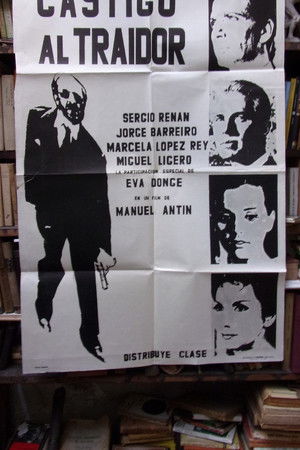 CASTIGO
AL TRAIDOR
SERGIO RENAN
JORGE BARREIRO
MARCELA LOPEZ REY
MIGUEL LIGERO
LA PARTICIPACION ESPECIAL DE
EVA DONGE
EN UN FILM DE
MANUEL ANTIN
DISTRIBUYE CLASE